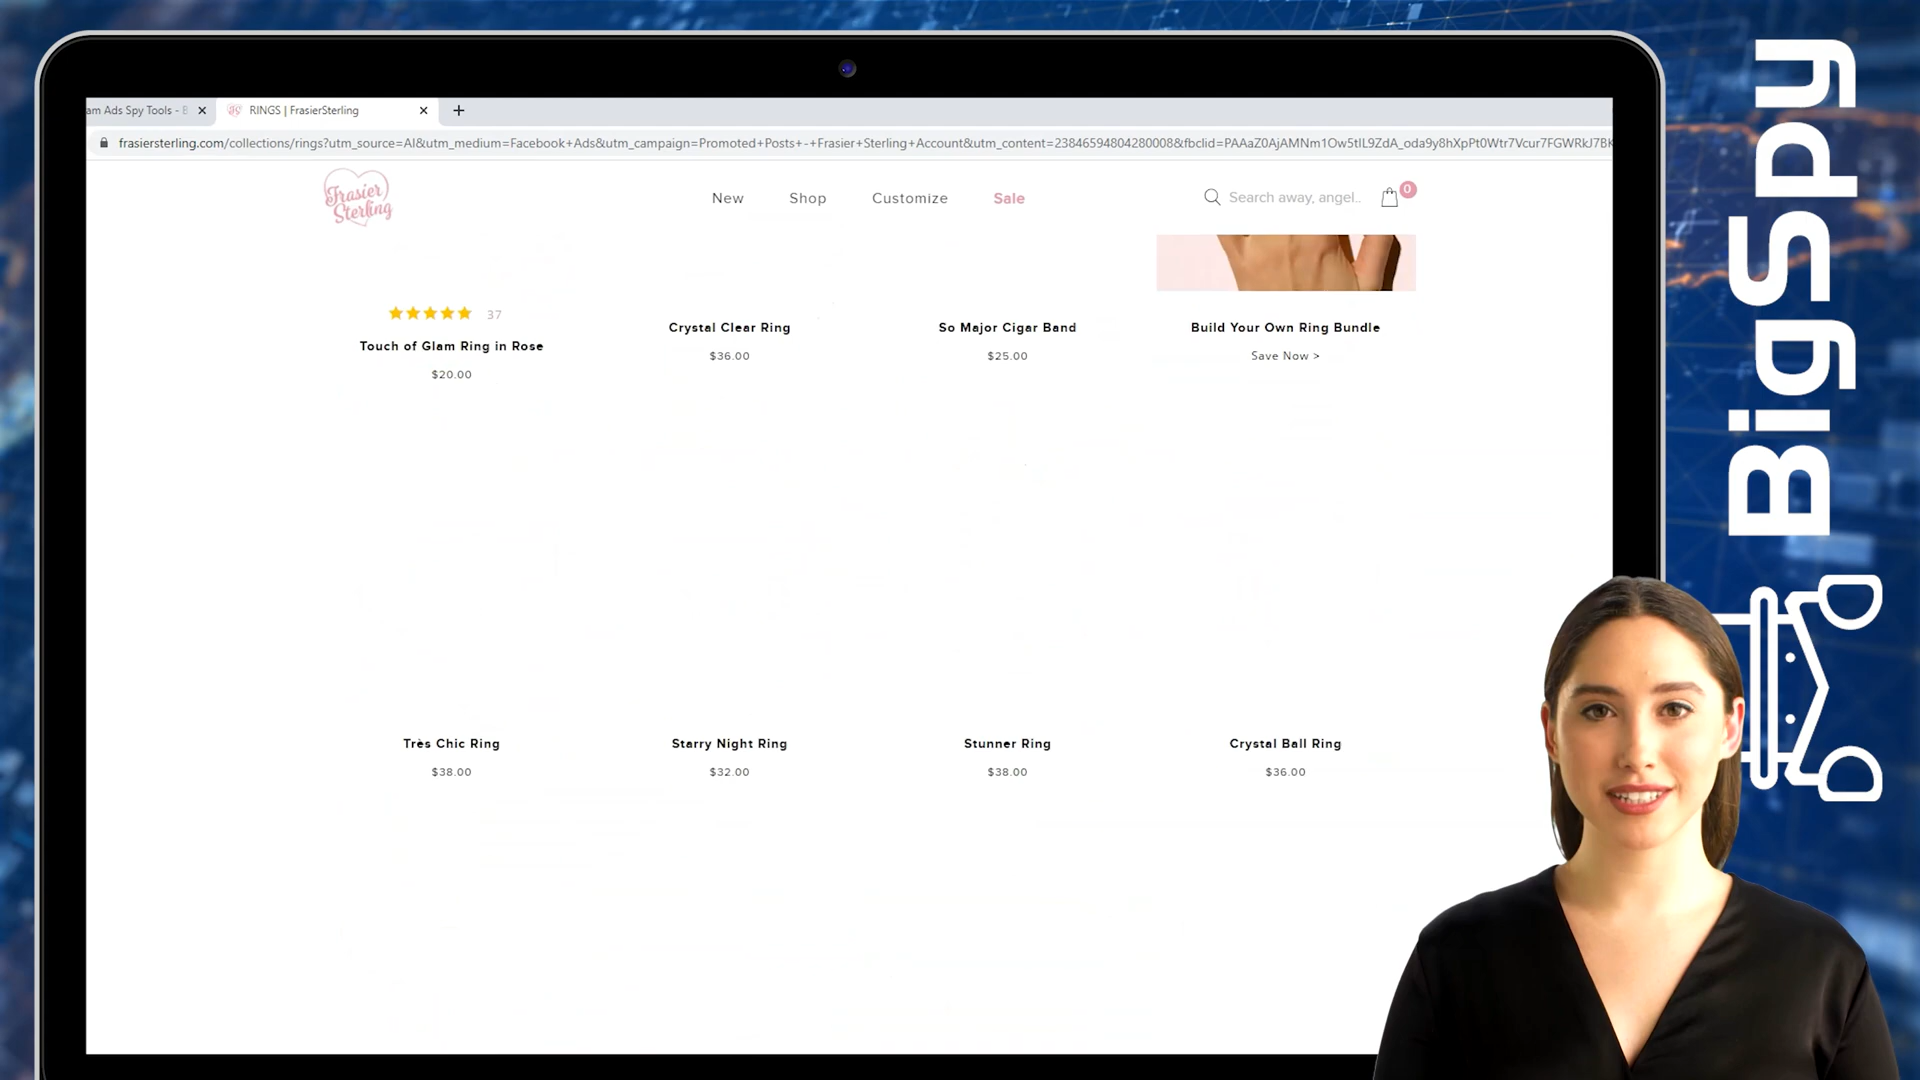 am Ads Spy Tools - B
RINGS | FrasierSterling
frasiersterling.com/collections/rings?utm_source=AI&utm_medium=Facebook+Ads&utm_campaign=Promoted+Posts+-+Frasier+Sterling+Account&utm_content=23846594804280008&fbclid=PAAaZ0AjAMNm1Ow5tIL9ZdA_oda9y8hXpPt0Wtr7Vcur7FGWRkJ7BK
Frasier
Sterling
New
Shop
Customize
Sale
Search away, angel..
0
37
Touch of Glam Ring in Rose
$20.00
Crystal Clear Ring
$36.00
So Major Cigar Band
$25.00
Build Your Own Ring Bundle
Save Now >
Très Chic Ring
$38.00
Starry Night Ring
$32.00
Stunner Ring
$38.00
Crystal Ball Ring
$36.00
BigSpy